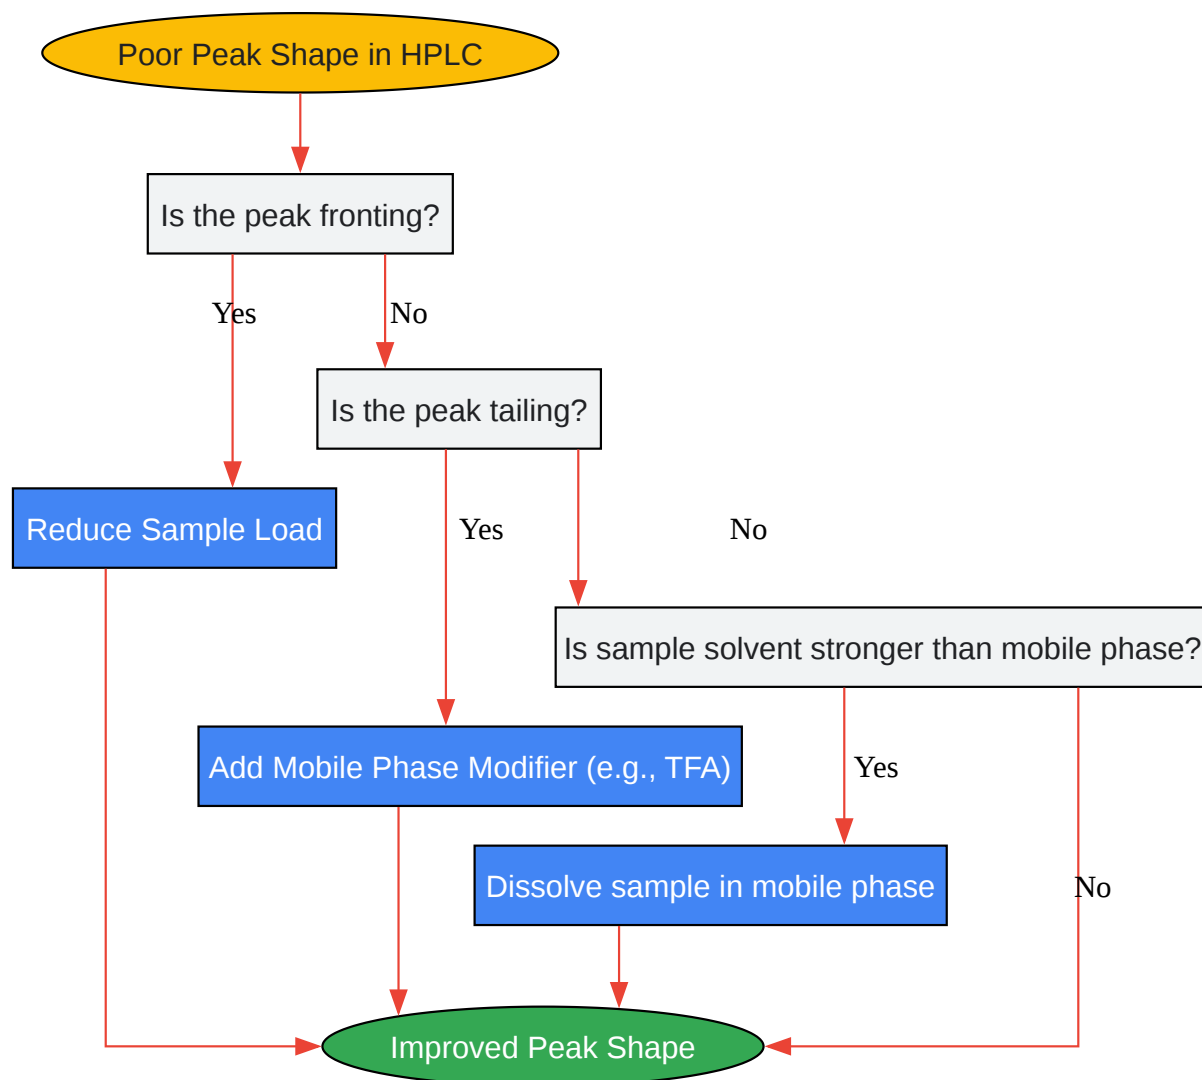 Poor Peak Shape in HPLC
Is the peak fronting?
Yes
No
Is the peak tailing?
Reduce Sample Load
Yes
No
Is sample solvent stronger than mobile phase?
Add Mobile Phase Modifier (e.g., TFA)
Yes
Dissolve sample in mobile phase
No
Improved Peak Shape